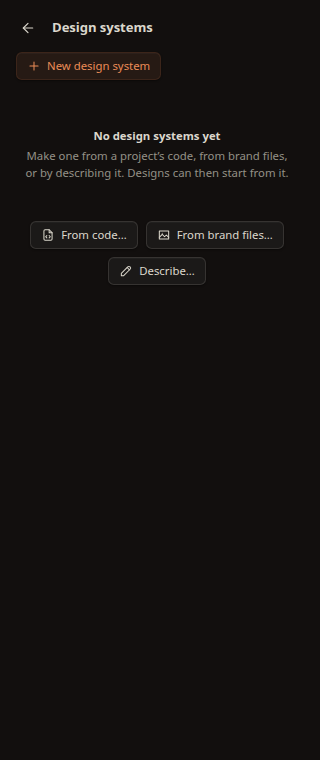 Design systems
New design system
No design systems yet
Make one from a project's code, from brand files,
or by describing it. Designs can then start from it.
From code...
From brand files...
Describe...